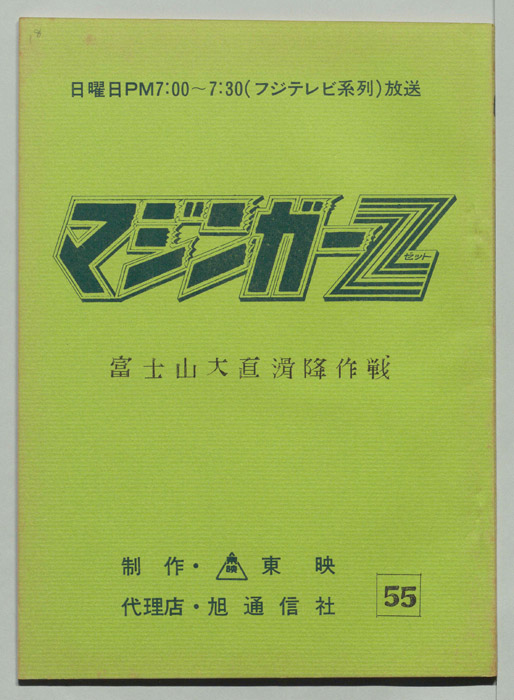 日曜日PM7:00～7:30(フジテレビ系列)放送
マジンガーZ
ゼット
富士山大直滑降作戦
制作・東映 東映
代理店・旭通信社
55